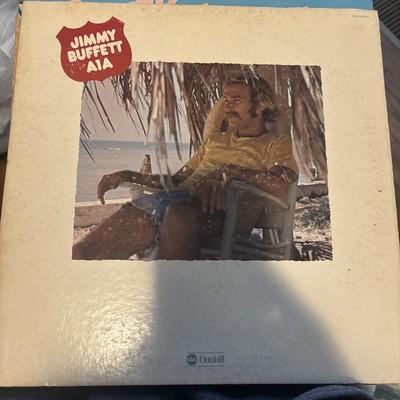 JIMMY
BUFFETT
A1A
abc Dunhill